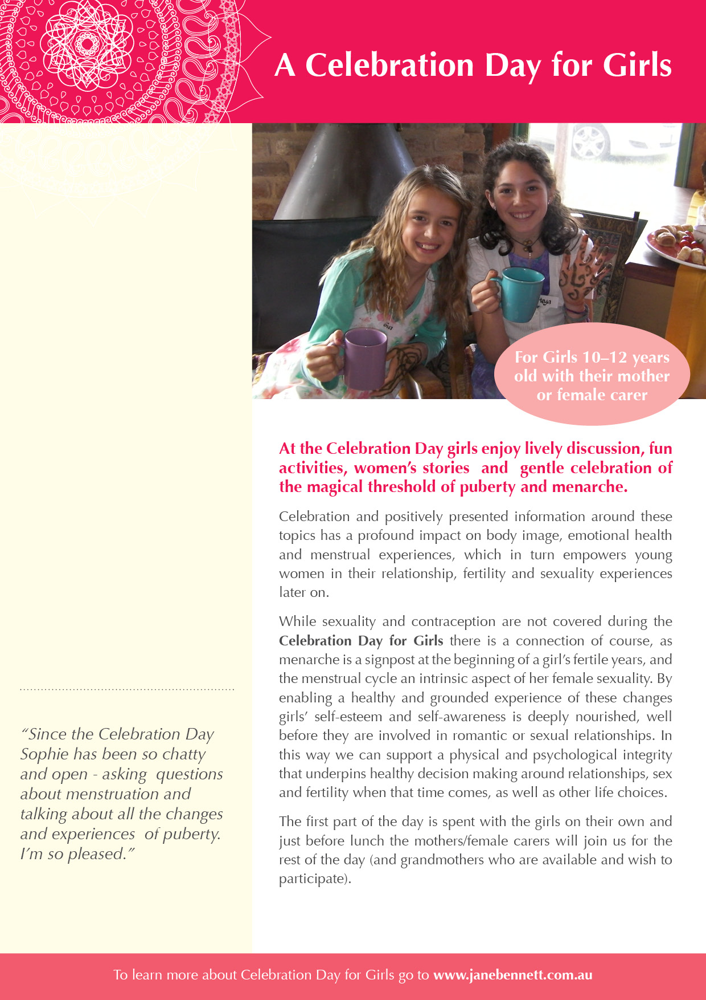 A Celebration Day for Girls
Gia
Heya
For Girls 10–12 years
old with their mother
or female carer
At the Celebration Day girls enjoy lively discussion, fun
activities, women’s stories  and  gentle celebration of
the magical threshold of puberty and menarche.
Celebration and positively presented information around these
topics has a profound impact on body image, emotional health
and menstrual experiences, which in turn empowers young
women in their relationship, fertility and sexuality experiences
later on.
While sexuality and contraception are not covered during the
Celebration Day for Girls there is a connection of course, as
menarche is a signpost at the beginning of a girl’s fertile years, and
the menstrual cycle an intrinsic aspect of her female sexuality. By
enabling a healthy and grounded experience of these changes
girls’ self-esteem and self-awareness is deeply nourished, well
before they are involved in romantic or sexual relationships. In
this way we can support a physical and psychological integrity
that underpins healthy decision making around relationships, sex
and fertility when that time comes, as well as other life choices.
The first part of the day is spent with the girls on their own and
just before lunch the mothers/female carers will join us for the
rest of the day (and grandmothers who are available and wish to
participate).
“Since the Celebration Day
Sophie has been so chatty
and open - asking  questions
about menstruation and
talking about all the changes
and experiences  of puberty.
I’m so pleased.”
To learn more about Celebration Day for Girls go to www.janebennett.com.au